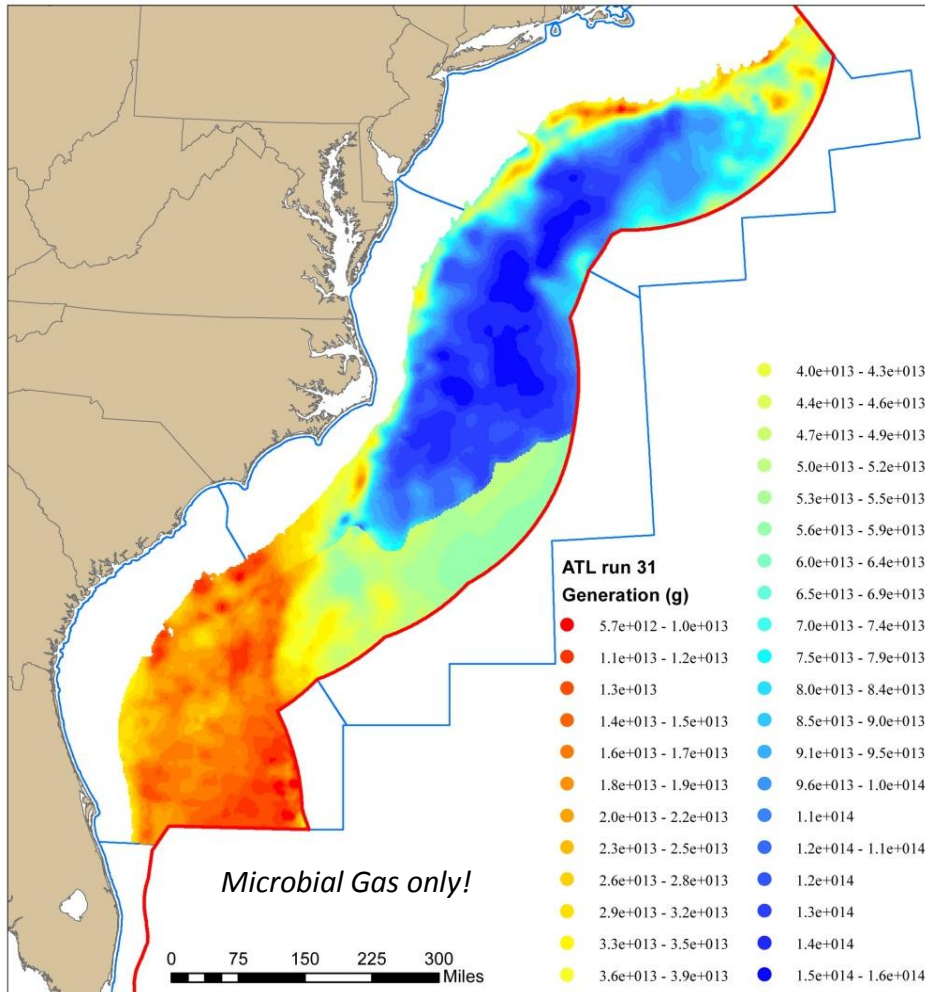 4.0e+013 - 4.3e+013
4.4e+013 - 4.6e+013
4.7e+013 - 4.9e+013
5.0e+013 - 5.2e+013
5.3e+013 - 5.5e+013
5.6e+013 - 5.9e+013
6.0e+013 - 6.4e+013
6.5e+013 - 6.9e+013
7.0e+013 - 7.4e+013
7.5e+013 - 7.9e+013
8.0e+013 - 8.4e+013
8.5e+013 - 9.0e+013
9.1e+013 - 9.5e+013
9.6e+013 - 1.0e+014
1.1e+014
1.2e+014 - 1.1e+014
1.2e+014
1.3e+014
1.4e+014
1.5e+014 - 1.6e+014
ATL run 31
Generation (g)
5.7e+012 - 1.0e+013
1.1e+013 - 1.2e+013
1.3e+013
1.4e+013 - 1.5e+013
1.6e+013 - 1.7e+013
1.8e+013 - 1.9e+013
2.0e+013 - 2.2e+013
2.3e+013 - 2.5e+013
2.6e+013 - 2.8e+013
2.9e+013 - 3.2e+013
3.3e+013 - 3.5e+013
3.6e+013 - 3.9e+013
Microbial Gas only!
0 75 150 225 300
Miles